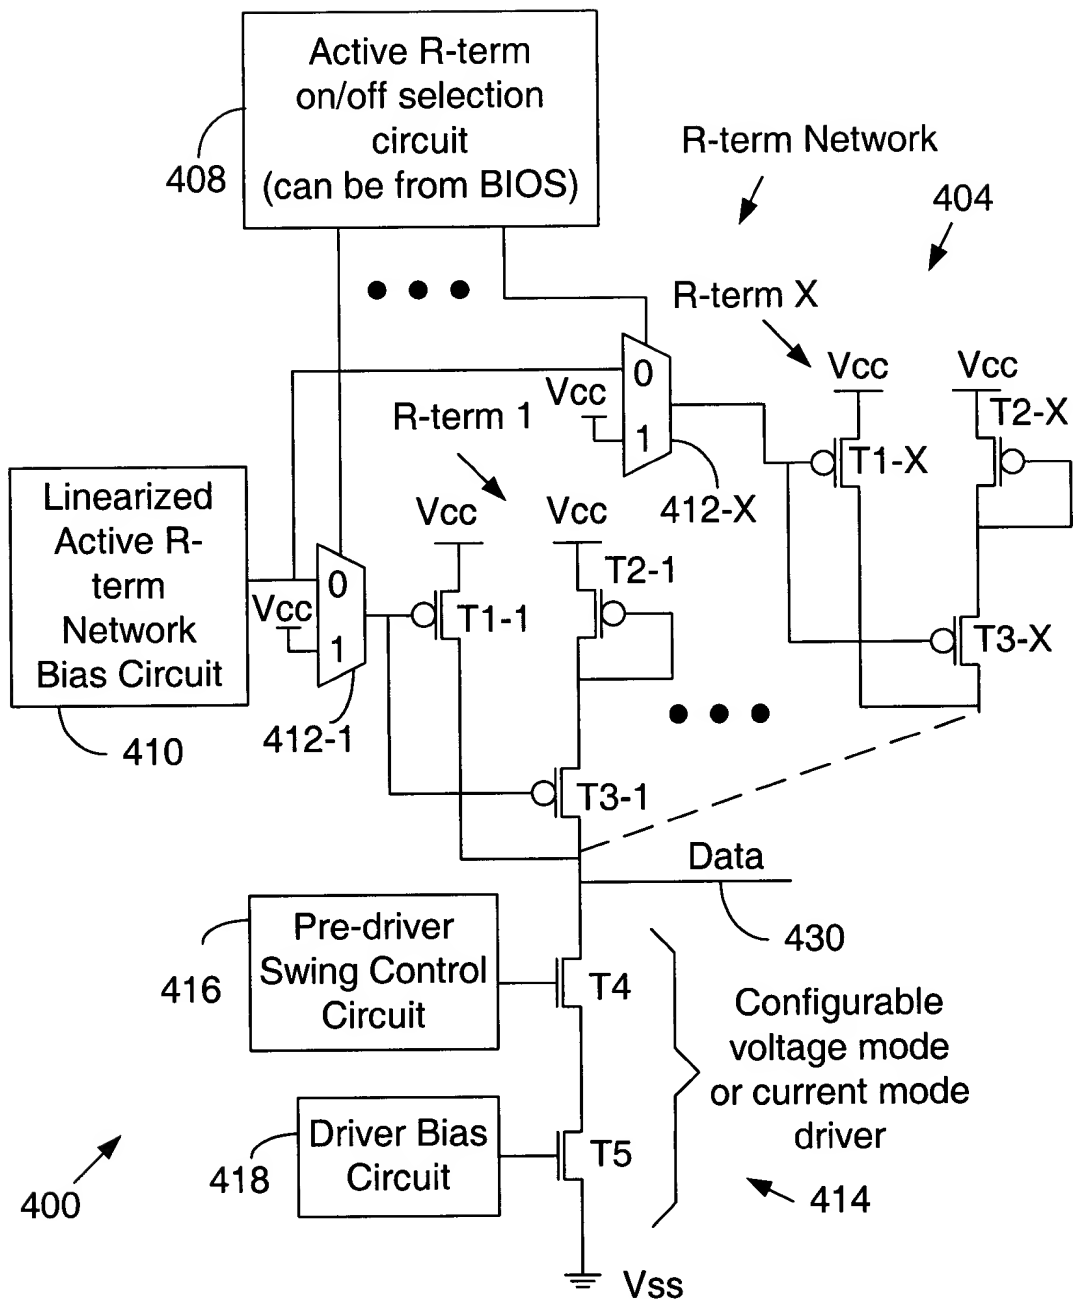 Active R-term
on/off selection
circuit
(can be from BIOS)
408
R-term Network
404
R-term X
Vcc
Vcc
T2-X
0
Vcc
1
T1-X
412-X
R-term 1
Linearized
Active R-
term
Network
Bias Circuit
410
Vcc
Vcc
T2-1
0
Vcc
1
T1-1
412-1
T3-X
T3-1
Data
430
Pre-driver
Swing Control
Circuit
416
T4
Configurable
voltage mode
or current mode
driver
414
Driver Bias
Circuit
418
T5
400
Vss